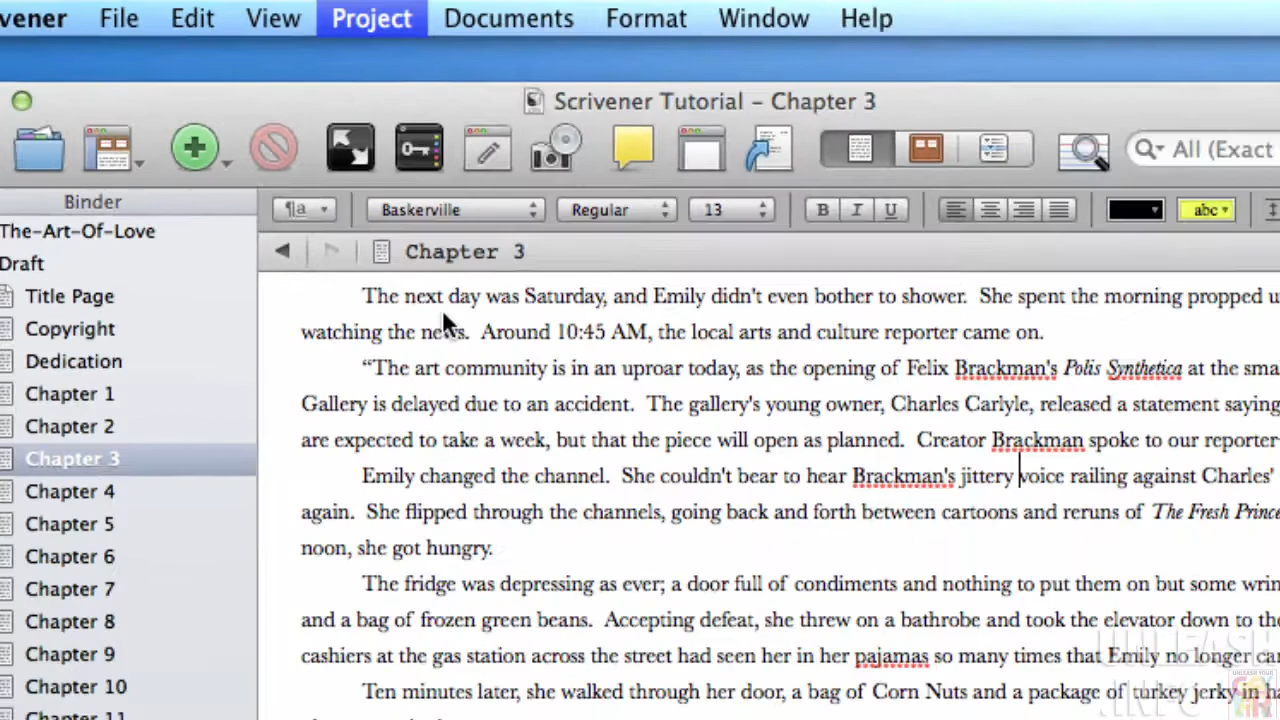 vener File Edit View Project Documents Format Window Help
Scrivener Tutorial – Chapter 3
All (Exact
Binder
¶a Baskerville Regular 13 B I U abc
The-Art-Of-Love
Chapter 3
Draft
Title Page
Copyright
Dedication
Chapter 1
Chapter 2
Chapter 3
Chapter 4
Chapter 5
Chapter 6
Chapter 7
Chapter 8
Chapter 9
Chapter 10
Chapter 11
The next day was Saturday, and Emily didn't even bother to shower. She spent the morning propped u
watching the news. Around 10:45 AM, the local arts and culture reporter came on.
“The art community is in an uproar today, as the opening of Felix Brackman's Polis Synthetica at the sma
Gallery is delayed due to an accident. The gallery's young owner, Charles Carlyle, released a statement saying
are expected to take a week, but that the piece will open as planned. Creator Brackman spoke to our reporter
Emily changed the channel. She couldn't bear to hear Brackman's jittery voice railing against Charles'
again. She flipped through the channels, going back and forth between cartoons and reruns of The Fresh Prince
noon, she got hungry.
The fridge was depressing as ever; a door full of condiments and nothing to put them on but some wrin
and a bag of frozen green beans. Accepting defeat, she threw on a bathrobe and took the elevator down to the
cashiers at the gas station across the street had seen her in her pajamas so many times that Emily no longer car
Ten minutes later, she walked through her door, a bag of Corn Nuts and a package of turkey jerky in ha